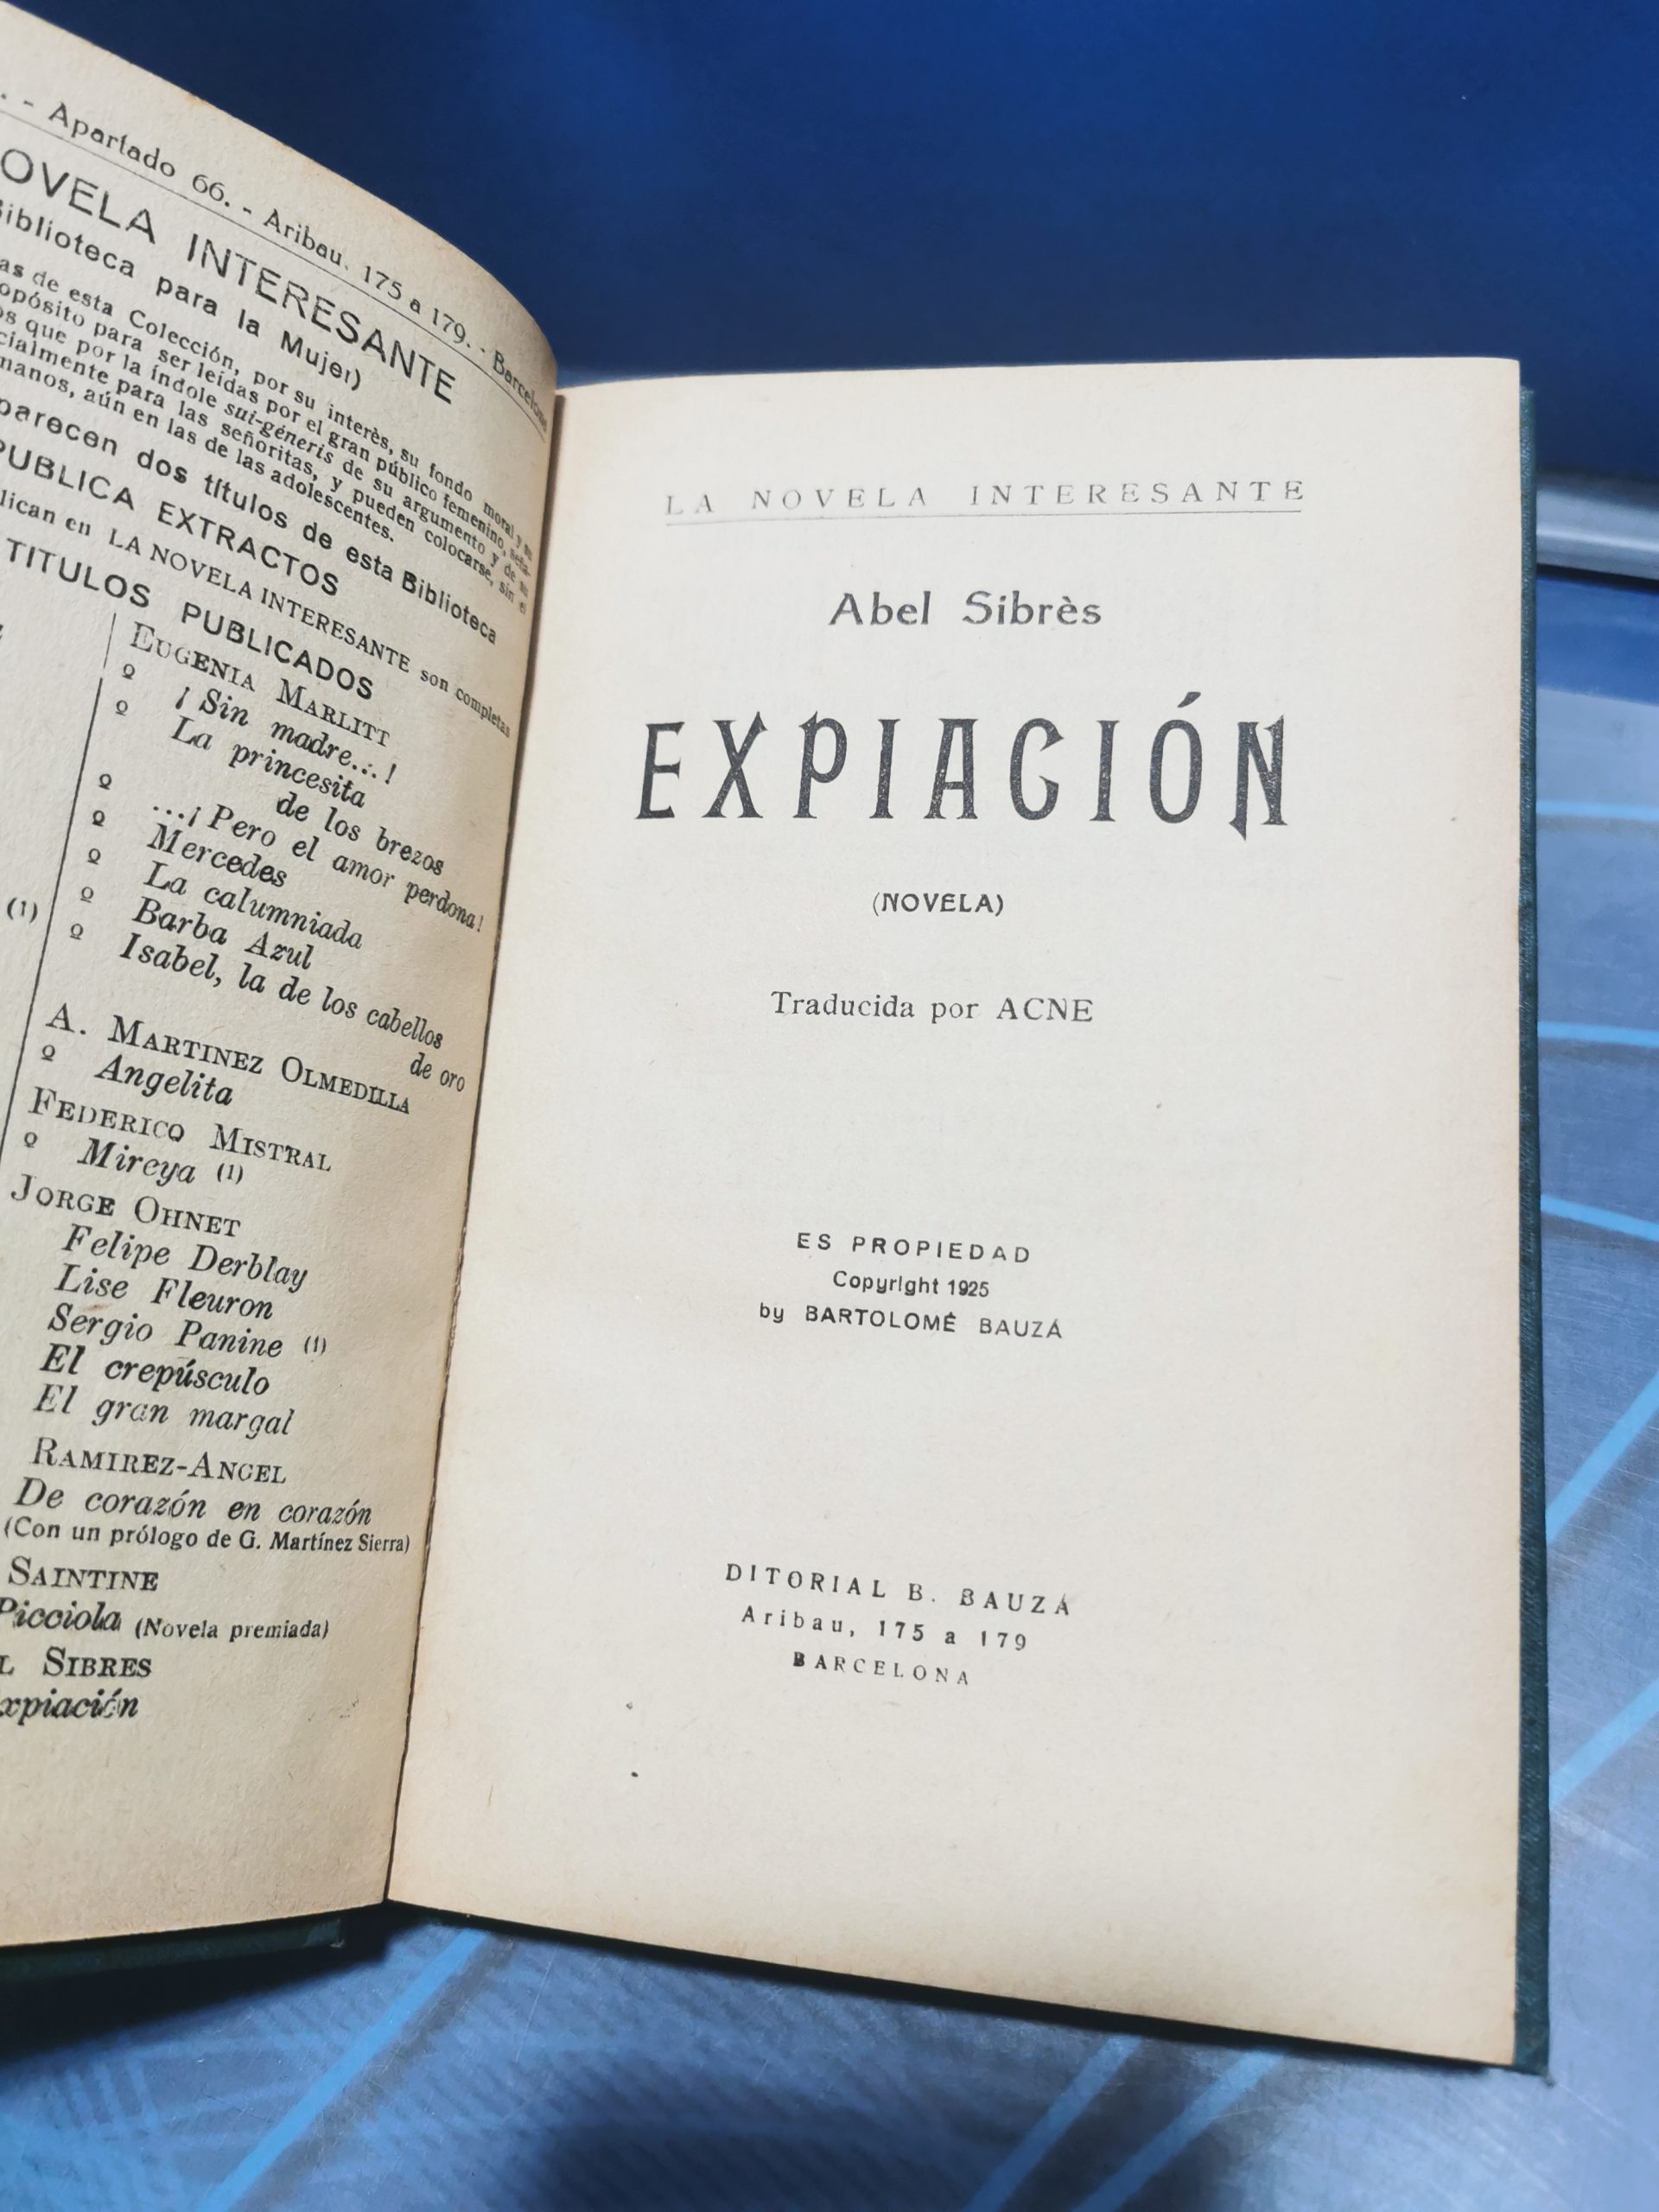 . - Apartado 66. - Aribau. 175 a 179. - Barcelona
OVELA INTERESANTE
Biblioteca para la Mujer)
as de esta Colección, por su interès, su fondo moral y su
opósito para ser leídas por el gran público femenino, seña-
os que por la índole sui-géneris de su argumento y de su
cialmente para las señoritas, y pueden colocarse, sin el
manos, aún en las de las adolescentes.
parecen dos títulos de esta Biblioteca
PUBLICA EXTRACTOS
lican en LA NOVELA INTERESANTE son completas
TITULOS PUBLICADOS
EUGENIA MARLITT
º ¡Sin madre...!
º La princesita
de los brezos
º ...¡Pero el amor perdona!
º Mercedes
º La calumniada
º Barba Azul
(1)
º Isabel, la de los cabellos
de oro
A. MARTINEZ OLMEDILLA
º Angelita
FEDERICO MISTRAL
º Mireya (1)
JORGE OHNET
Felipe Derblay
Lise Fleuron
Sergio Panine (1)
El crepúsculo
El gran margal
RAMIREZ-ANGEL
De corazón en corazón
(Con un prólogo de G. Martínez Sierra)
SAINTINE
Picciola (Novela premiada)
L SIBRES
xpiación
LA NOVELA INTERESANTE
Abel Sibrès
EXPIACIÓN
(NOVELA)
Traducida por ACNE
ES PROPIEDAD
Copyright 1925
by BARTOLOMÉ BAUZÁ
DITORIAL B. BAUZÁ
Aribau, 175 a 179
BARCELONA